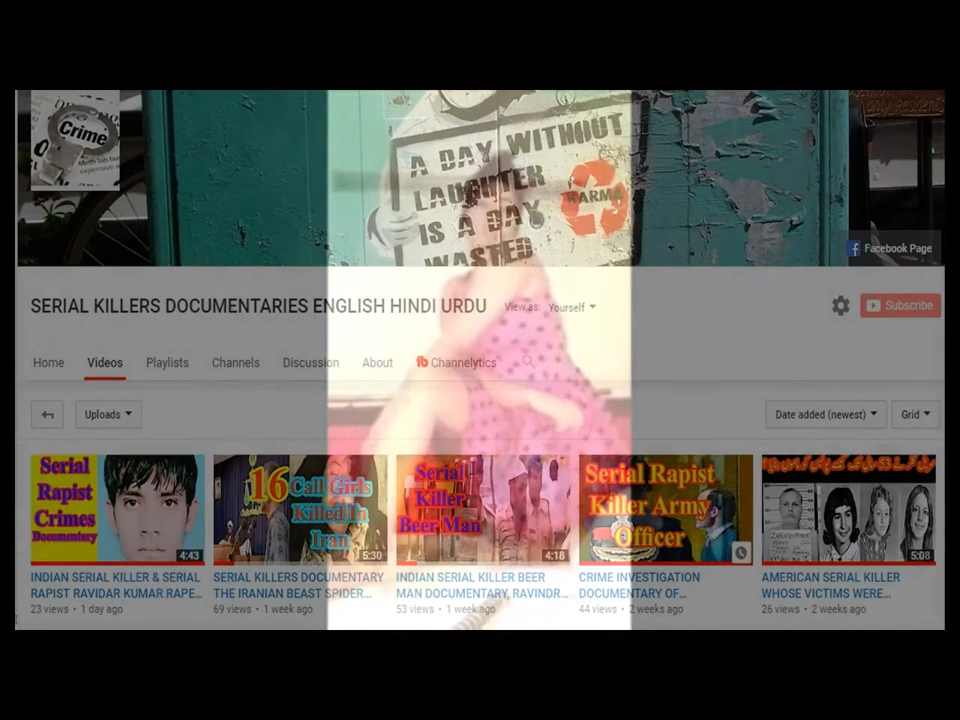 Crime
A DAY WITHOUT
LAUGHTER
IS A DAY
WASTED
KARMA
only residents
Facebook Page
SERIAL KILLERS DOCUMENTARIES ENGLISH HINDI URDU
View as: Yourself
Subscribe
Home Videos Playlists Channels Discussion About fb Channelytics
Uploads
Date added (newest)
Grid
Serial
Rapist
Crimes
Documentary
4:43
16 Call Girls
Killed In
Iran
5:30
Serial
Killer
Beer Man
4:18
Serial Rapist
Killer Army
Officer
5:08
INDIAN SERIAL KILLER & SERIAL
RAPIST RAVIDAR KUMAR RAPE...
23 views • 1 day ago
SERIAL KILLERS DOCUMENTARY
THE IRANIAN BEAST SPIDER...
69 views • 1 week ago
INDIAN SERIAL KILLER BEER
MAN DOCUMENTARY, RAVINDR...
53 views • 1 week ago
CRIME INVESTIGATION
DOCUMENTARY OF...
44 views • 2 weeks ago
AMERICAN SERIAL KILLER
WHOSE VICTIMS WERE...
26 views • 2 weeks ago